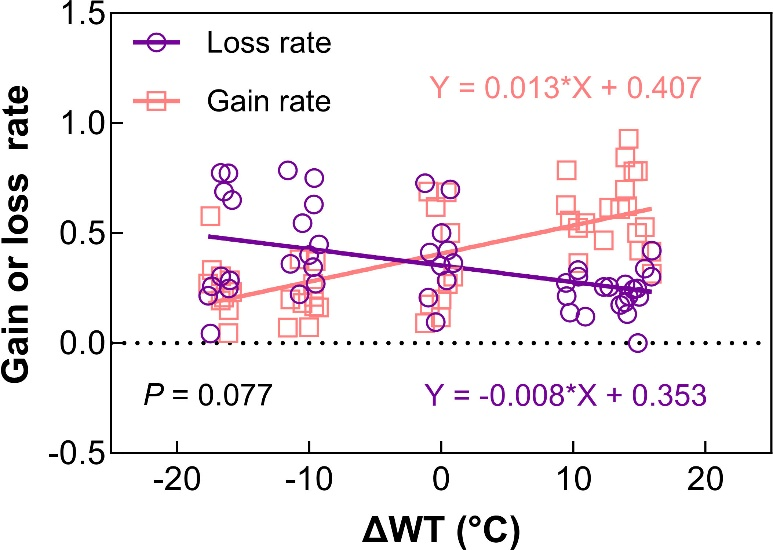 1.5
Loss rate
Gain rate
Y = 0.013*X + 0.407
1.0
0.5
0.0
P = 0.077
Y = -0.008*X + 0.353
-0.5
-20 -10 0 10 20
ΔWT (°C)
Gain or loss rate